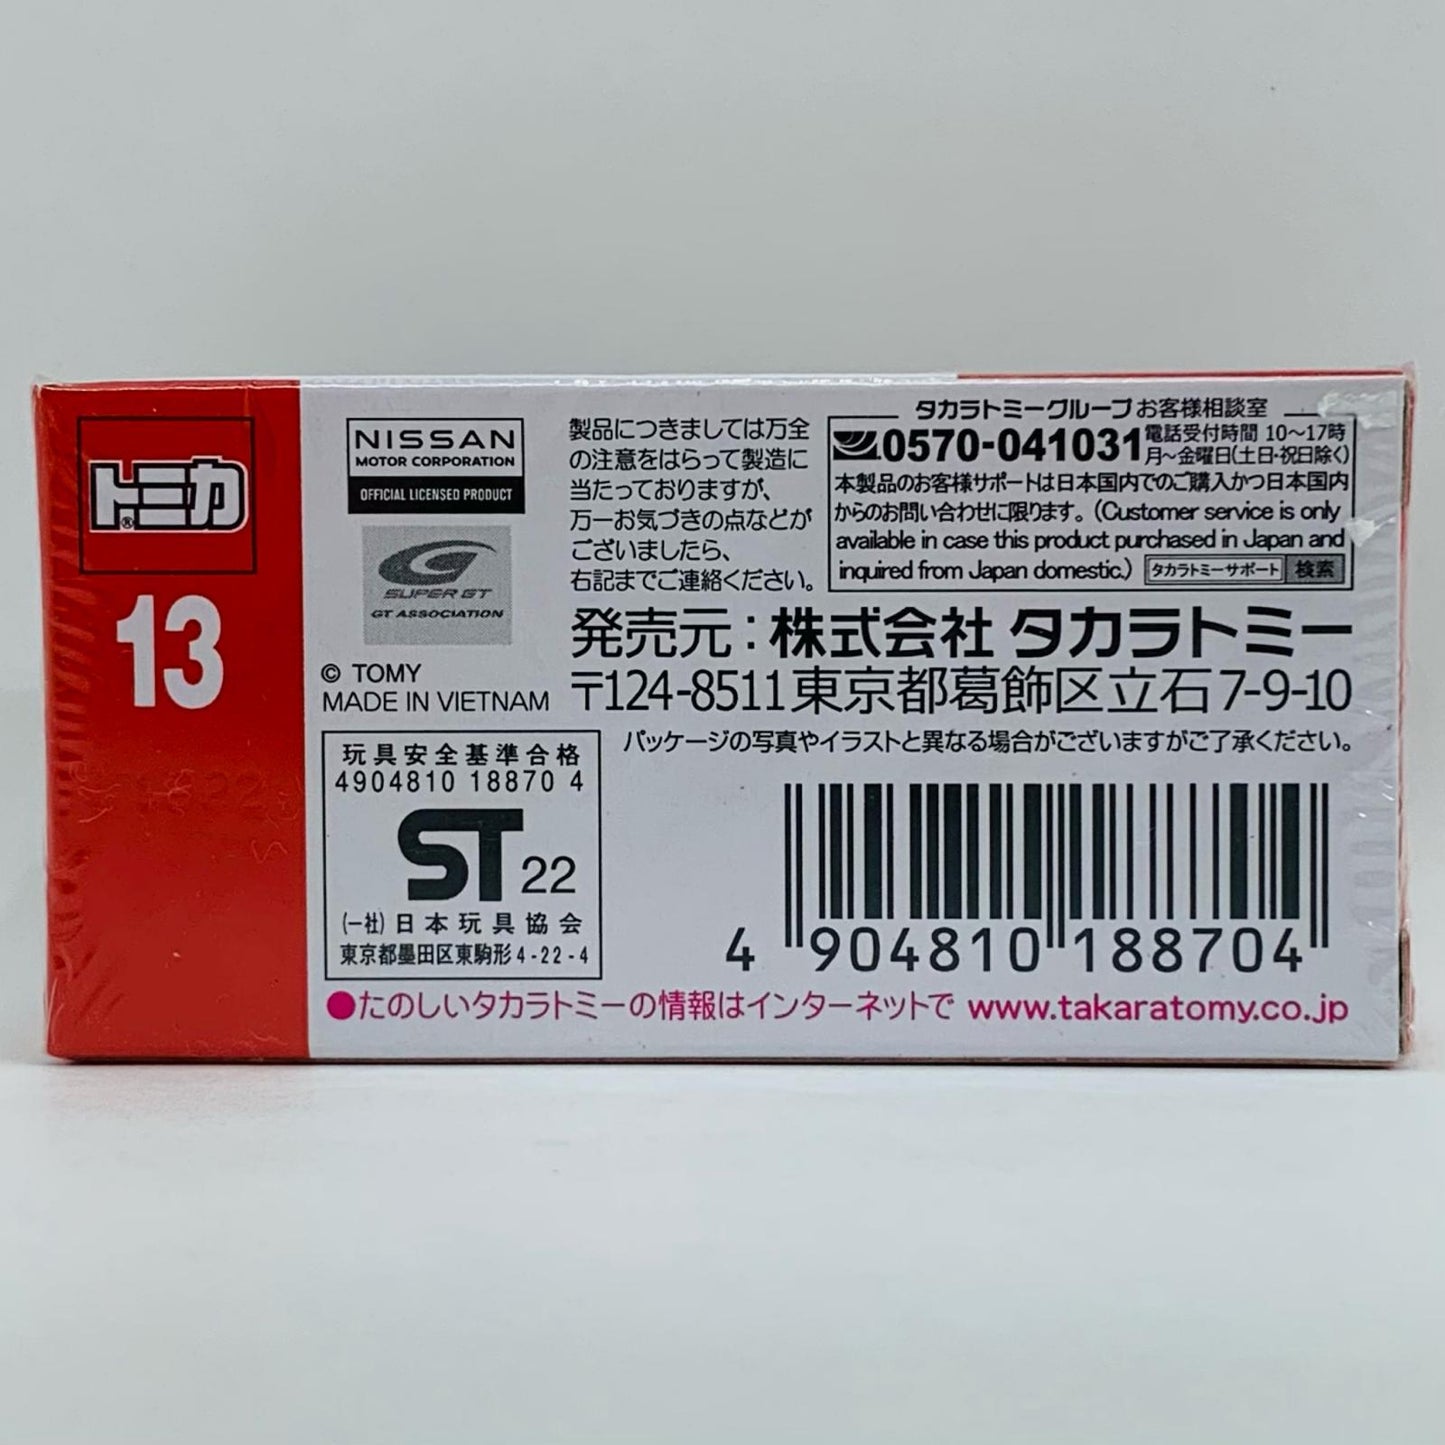 トミカ®
13
NISSAN
MOTOR CORPORATION
OFFICIAL LICENSED PRODUCT
SUPER GT
GT ASSOCIATION
© TOMY
MADE IN VIETNAM
製品につきましては万全
の注意をはらって製造に
当たっておりますが、
万一お気づきの点などが
ございましたら、
右記までご連絡ください。
タカラトミーグループお客様相談室
0570-041031
電話受付時間 10〜17時
月〜金曜日(土日・祝日除く)
本製品のお客様サポートは日本国内でのご購入かつ日本国内
からのお問い合わせに限ります。(Customer service is only
available in case this product purchased in Japan and
inquired from Japan domestic.) タカラトミーサポート 検索
発売元：株式会社 タカラトミー
〒124-8511東京都葛飾区立石7-9-10
パッケージの写真やイラストと異なる場合がございますがご了承ください。
玩具安全基準合格
4904810 18870 4
ST 22
(一社)日本玩具協会
東京都墨田区東駒形4-22-4
4 904810 188704
●たのしいタカラトミーの情報はインターネットで www.takaratomy.co.jp